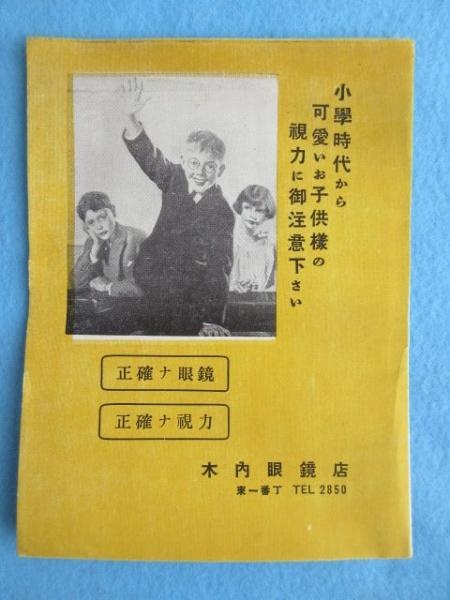 小學時代から
可愛いお子供樣の
視力に御注意下さい
正確ナ眼鏡
正確ナ視力
木內眼鏡店
東一番丁 TEL 2850